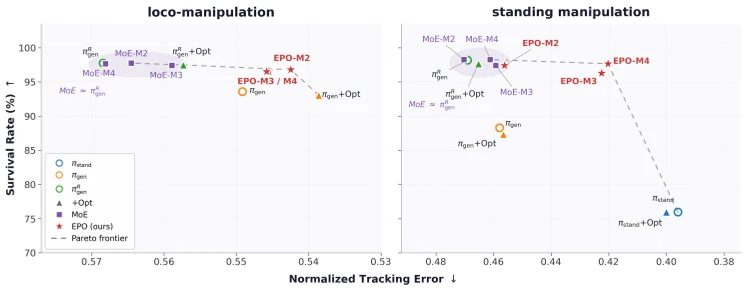 loco-manipulation
standing manipulation
Survival Rate (%) ↑
100
95
90
85
80
75
70
π^R_gen
MoE-M2
π^R_gen+Opt
MoE-M4
MoE-M3
EPO-M2
EPO-M3 / M4
MoE ≃ π^R_gen
π_gen
π_gen+Opt
π_stand
π_gen
π^R_gen
+Opt
MoE
EPO (ours)
Pareto frontier
0.57
0.56
0.55
0.54
0.53
MoE-M2
MoE-M4
EPO-M2
EPO-M4
π^R_gen
EPO-M3
π^R_gen+Opt
MoE-M3
MoE ≃ π^R_gen
π_gen
π_gen+Opt
π_stand
π_stand+Opt
0.48
0.46
0.44
0.42
0.40
0.38
Normalized Tracking Error ↓